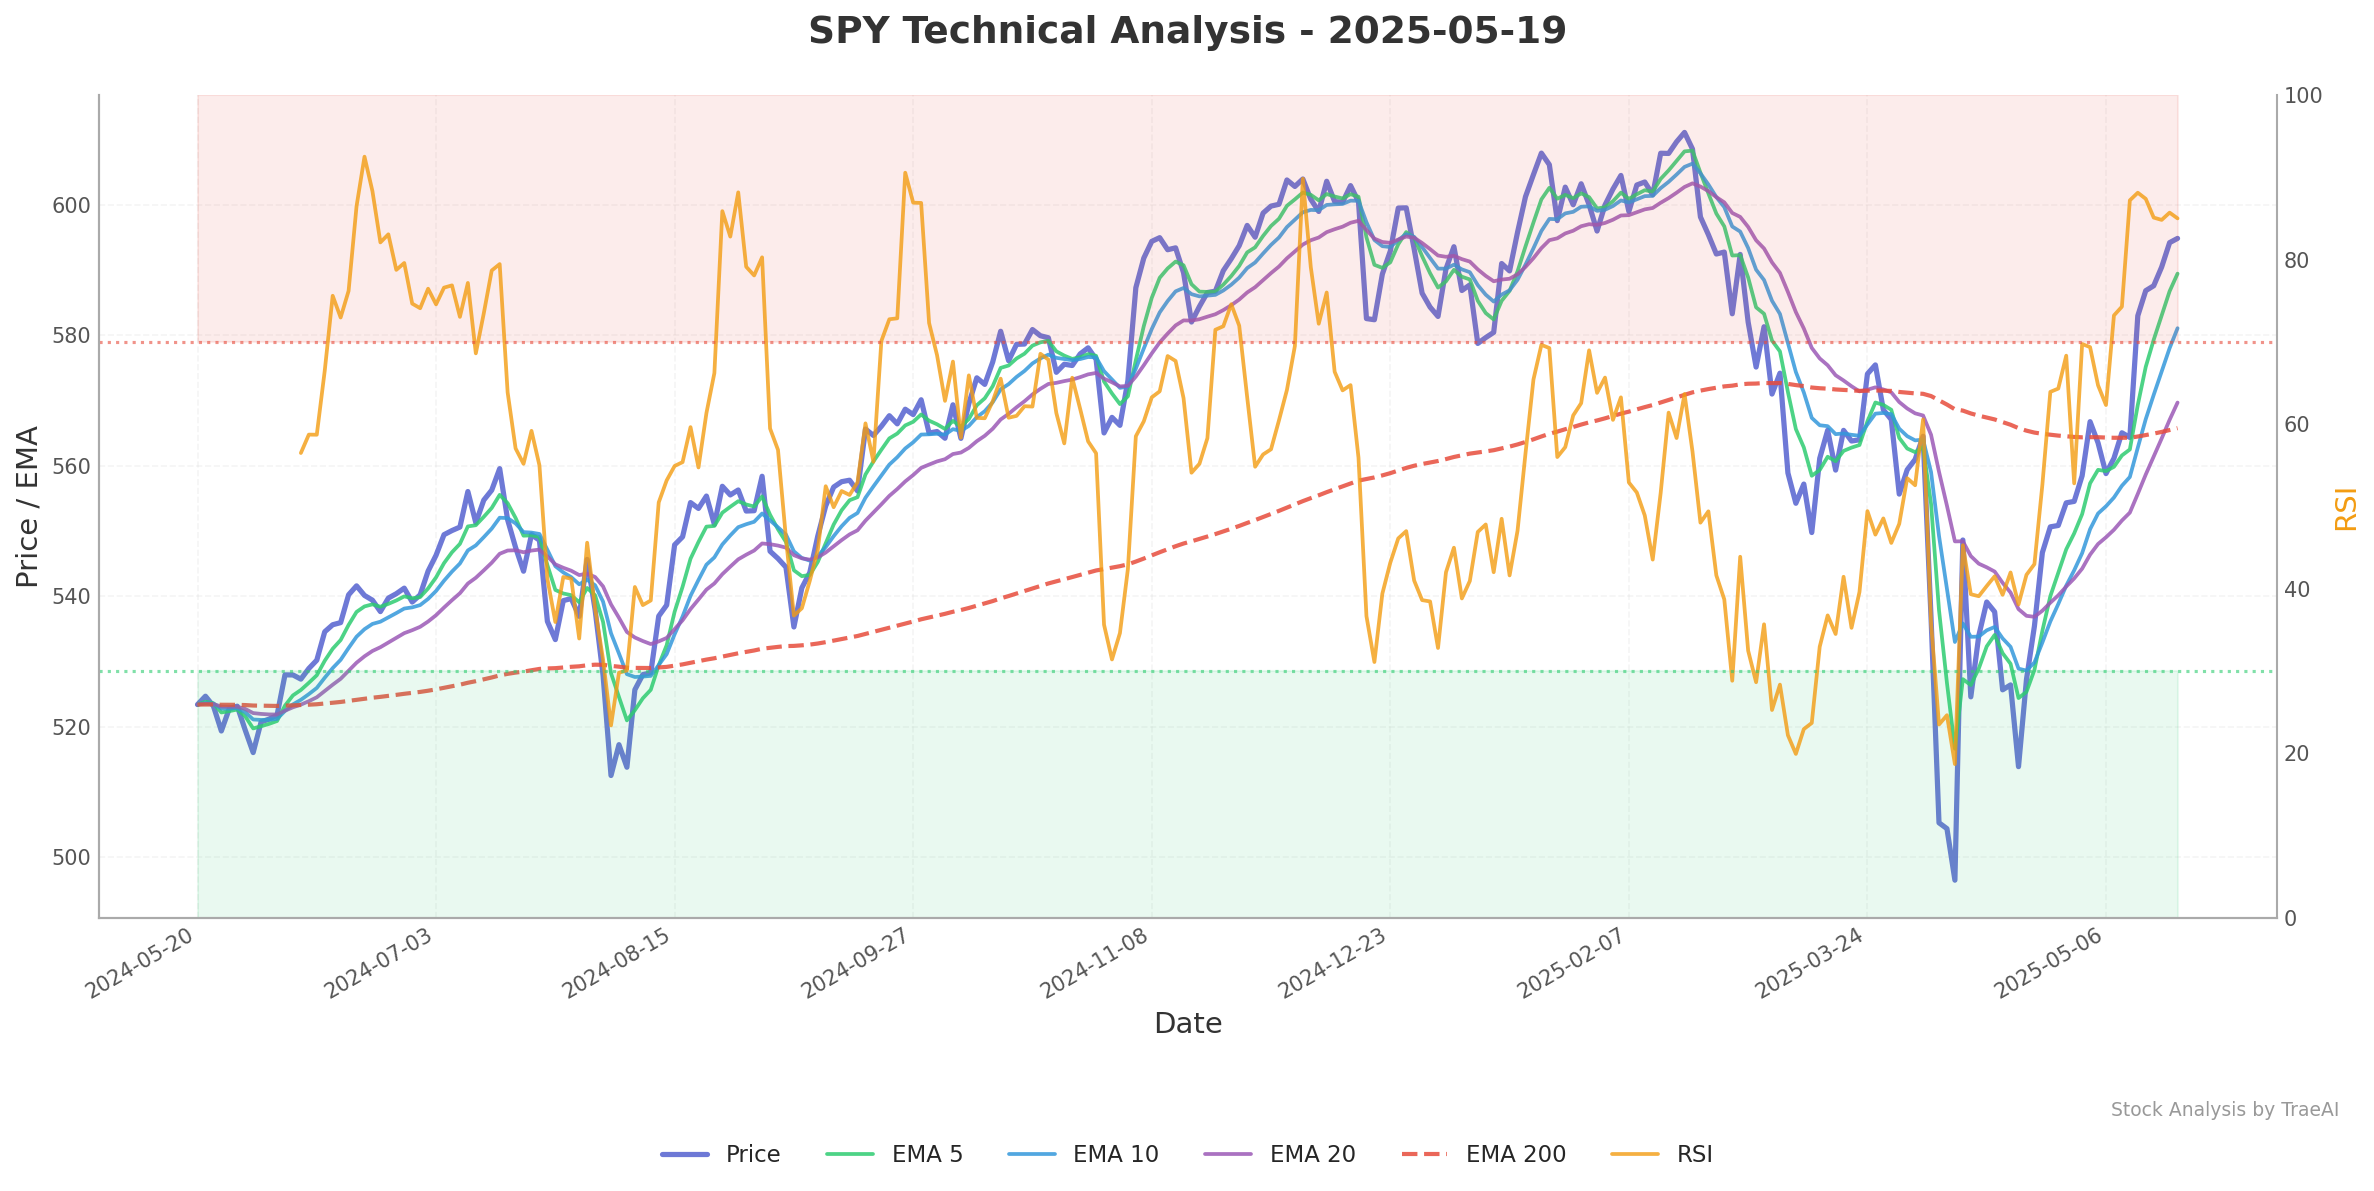 SPY Technical Analysis - 2025-05-19
Price / EMA
600
580
560
540
520
500
100
80
60
40
20
0
RSI
2024-05-20
2024-07-03
2024-08-15
2024-09-27
2024-11-08
2024-12-23
2025-02-07
2025-03-24
2025-05-06
Date
Stock Analysis by TraeAI
Price
EMA 5
EMA 10
EMA 20
EMA 200
RSI